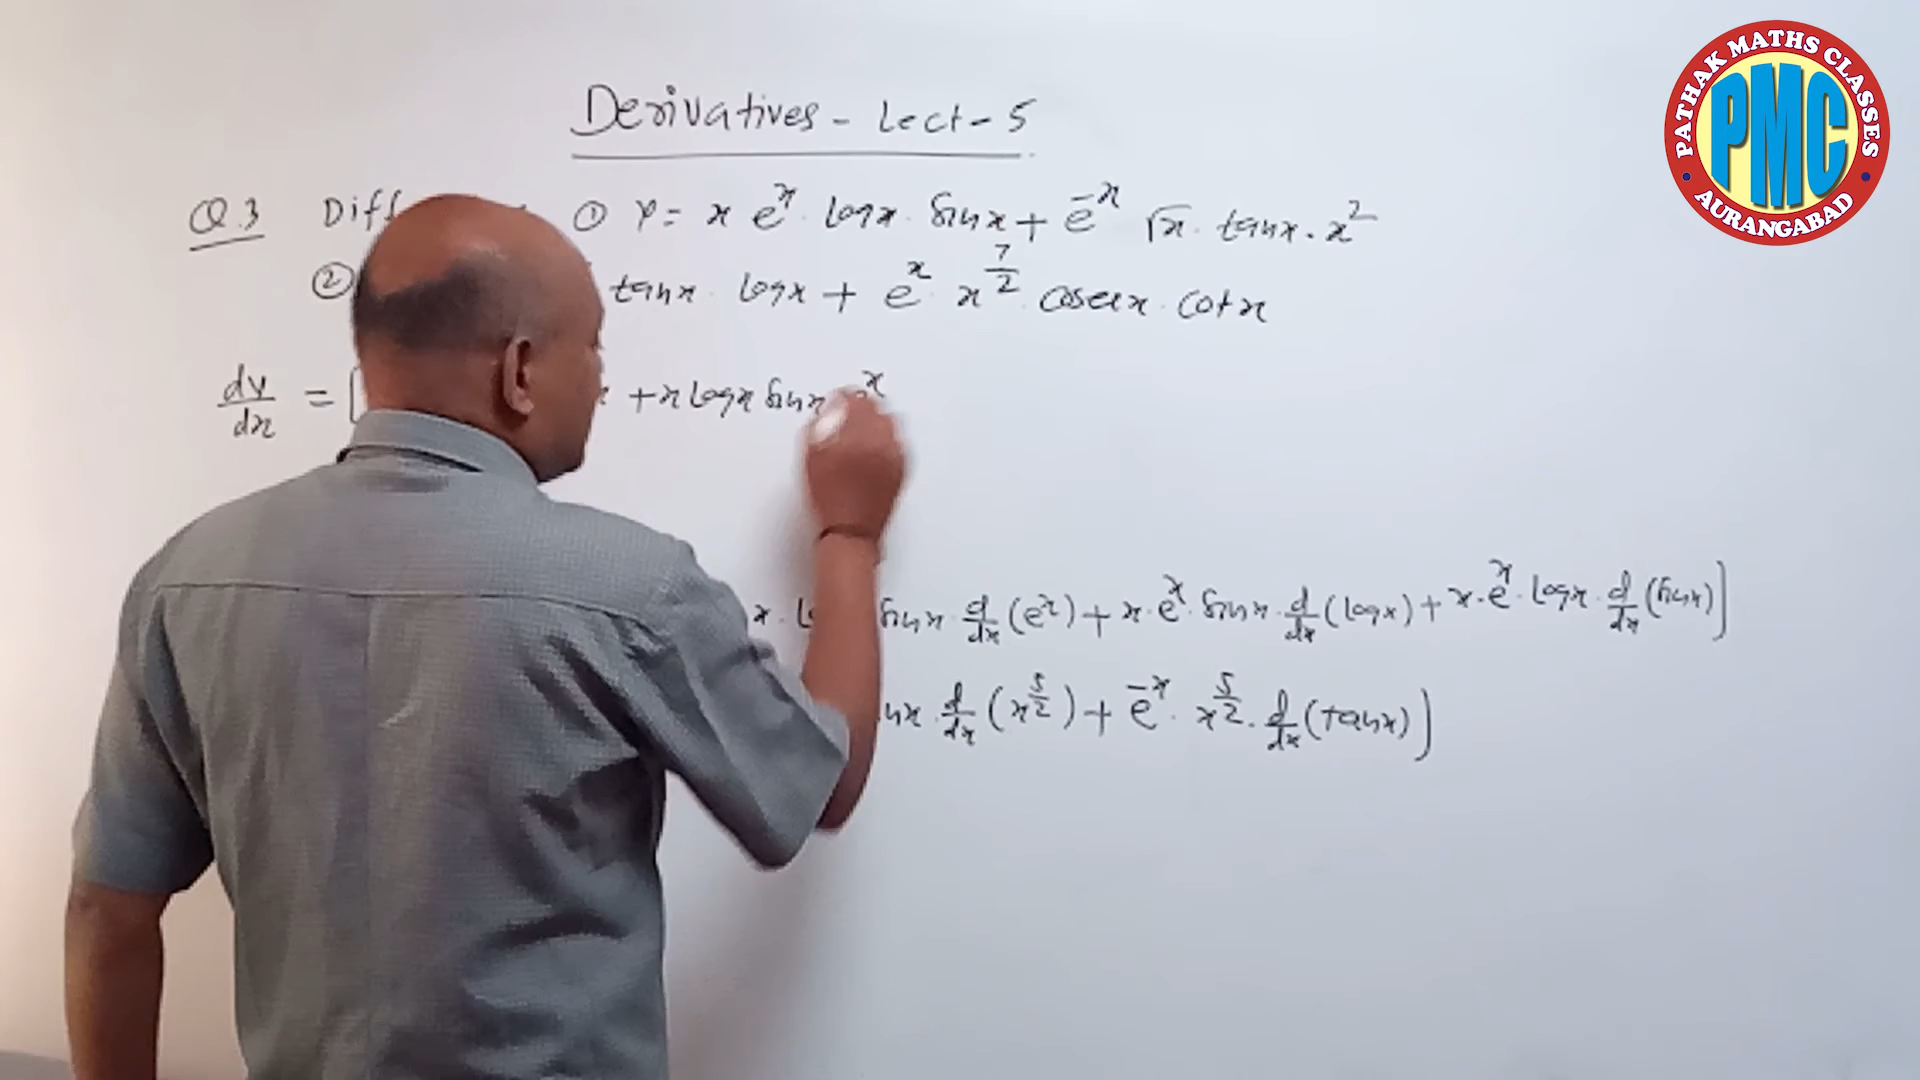 Derivatives - Lect - 5
Q.3 Diff ① y = x e^x · log x · sin x + e^-x √x · tan x · x^2
② tan x · log x + e^x · x^7/2 · cosec x · cot x
dy/dx = [ + x log x sin x e^x
x · sin x · d/dx (e^x) + x · e^x · sin x · d/dx (log x) + x · e^x · log x · d/dx (sin x)]
d/dx (x^5/2) + e^-x · x^5/2 · d/dx (tan x)]
PATHAK MATHS CLASSES
PMC
AURANGABAD